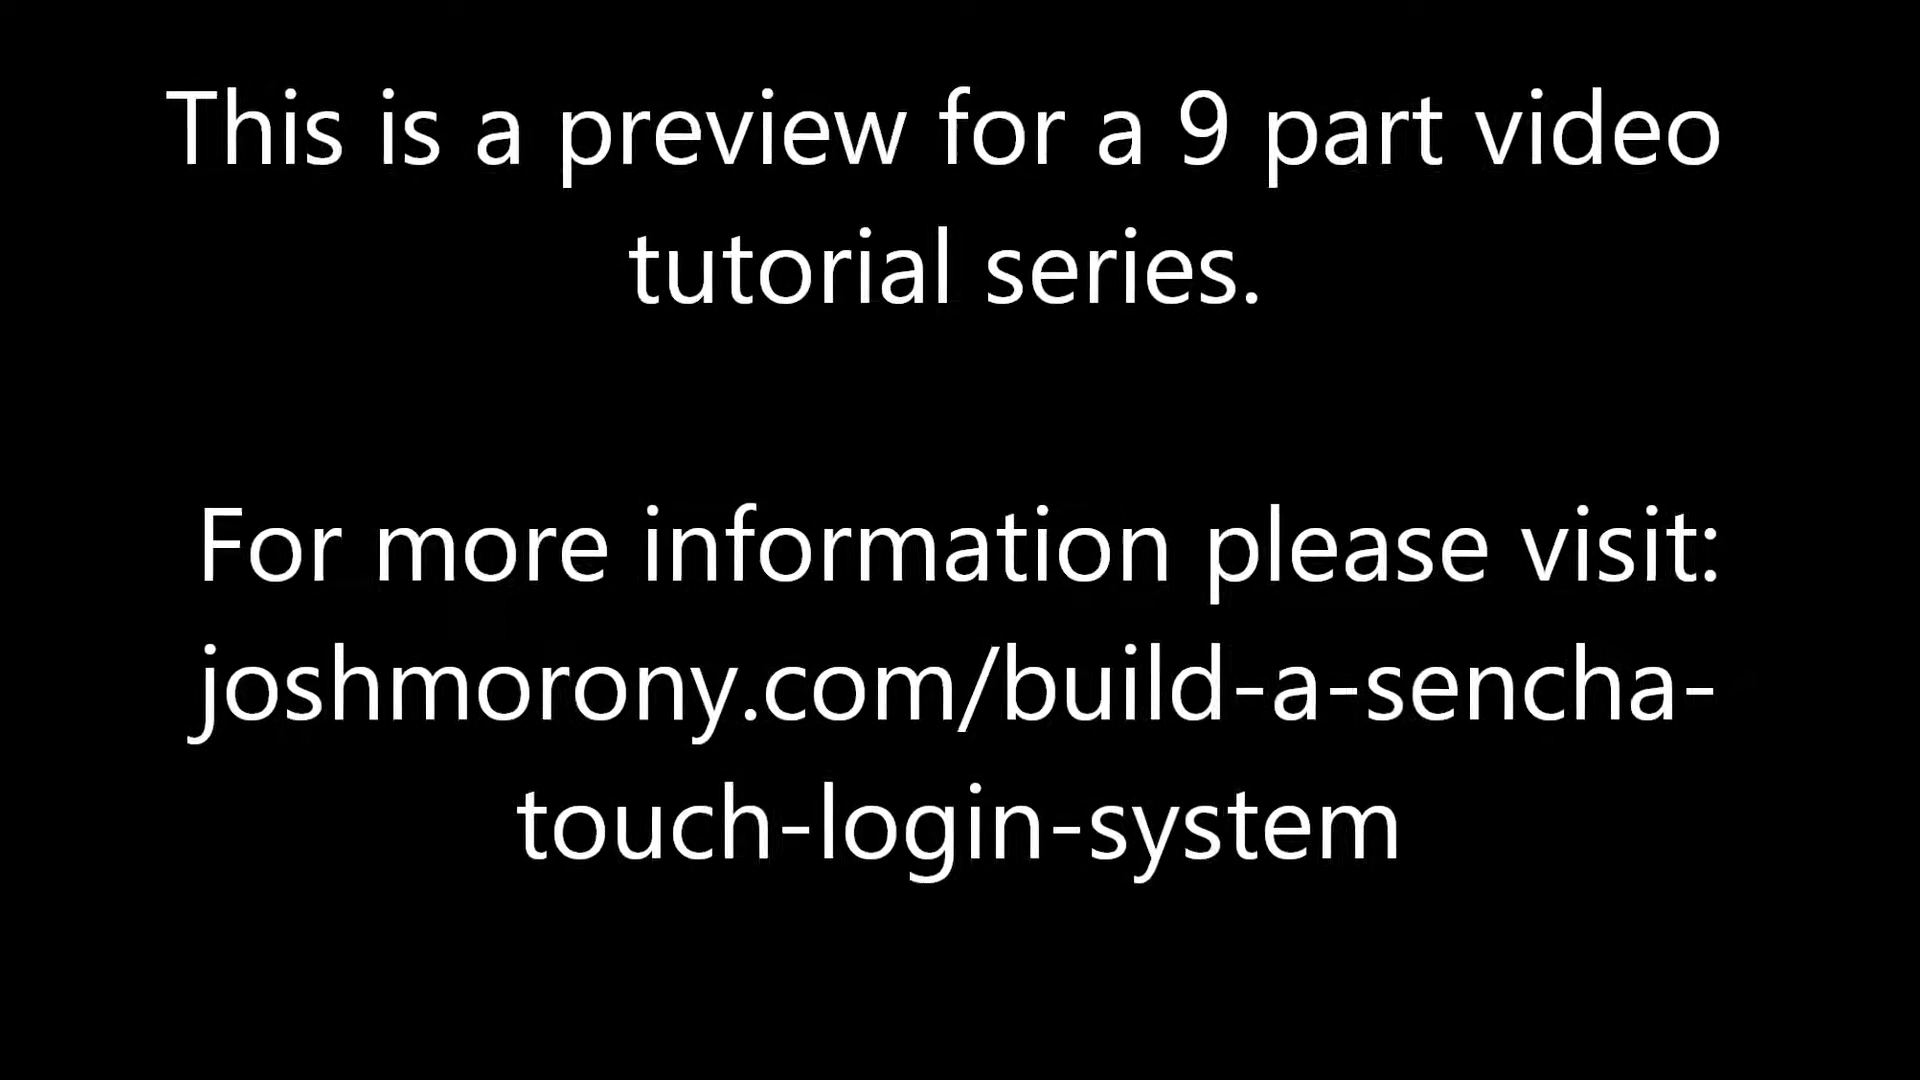 This is a preview for a 9 part video
tutorial series.
For more information please visit:
joshmorony.com/build-a-sencha-
touch-login-system